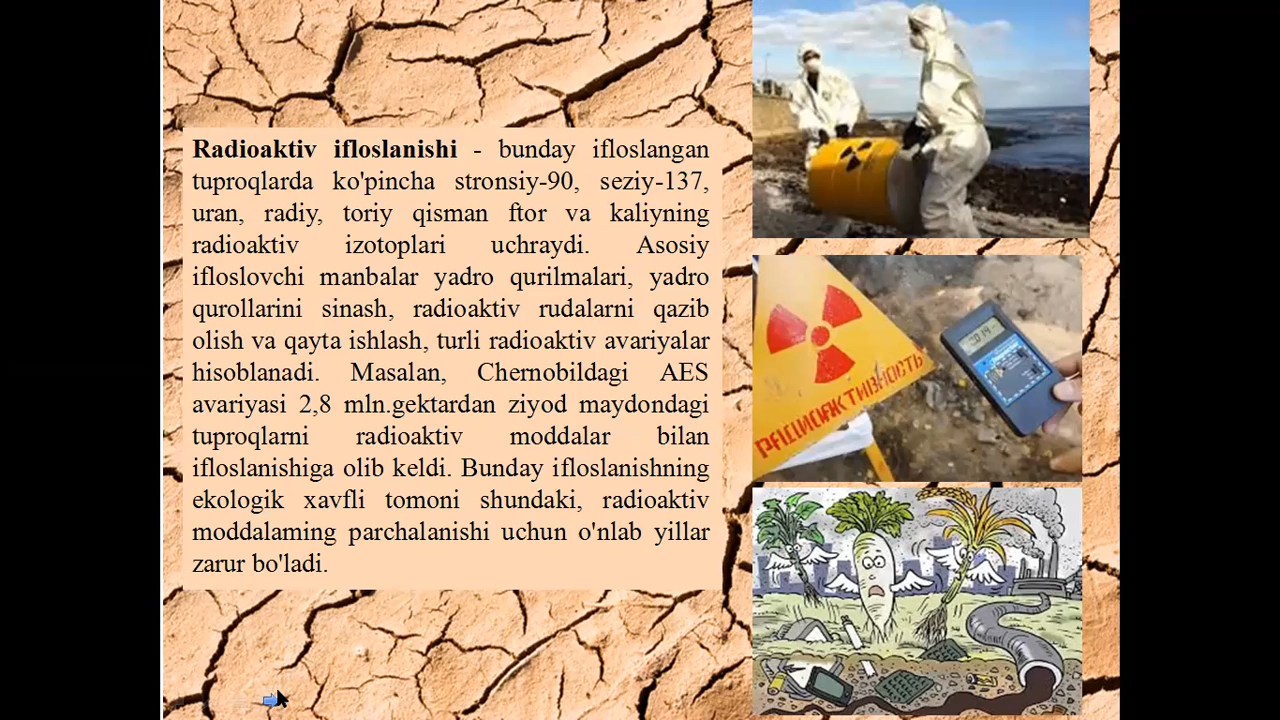 Radioaktiv ifloslanishi - bunday ifloslangan
tuproqlarda ko'pincha stronsiy-90, seziy-137,
uran, radiy, toriy qisman ftor va kaliyning
radioaktiv izotoplari uchraydi. Asosiy
ifloslovchi manbalar yadro qurilmalari, yadro
qurollarini sinash, radioaktiv rudalarni qazib
olish va qayta ishlash, turli radioaktiv avariyalar
hisoblanadi. Masalan, Chernobildagi AES
avariyasi 2,8 mln.gektardan ziyod maydondagi
tuproqlarni radioaktiv moddalar bilan
ifloslanishiga olib keldi. Bunday ifloslanishning
ekologik xavfli tomoni shundaki, radioaktiv
moddalaming parchalanishi uchun o'nlab yillar
zarur bo'ladi.
РАДИОАКТИВНОСТЬ